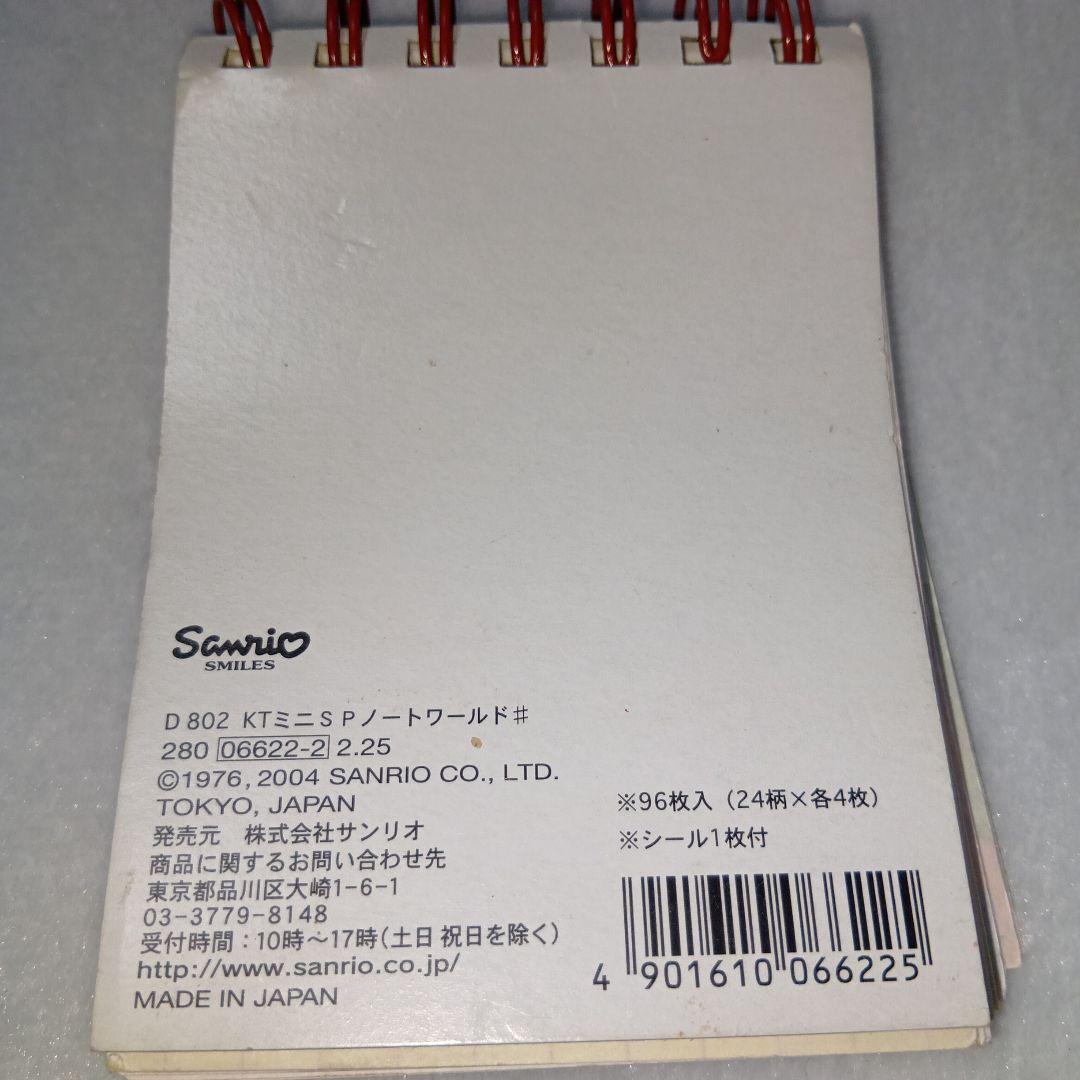 Sanrio
SMILES
D802 KTミニSPノートワールド♯
280 06622-2 2.25
©1976, 2004 SANRIO CO., LTD.
TOKYO, JAPAN
発売元 株式会社サンリオ
商品に関するお問い合わせ先
東京都品川区大崎1-6-1
03-3779-8148
受付時間:10時~17時(土日 祝日を除く)
http://www.sanrio.co.jp/
MADE IN JAPAN
※96枚入(24柄×各4枚)
※シール1枚付
4 901610 066225